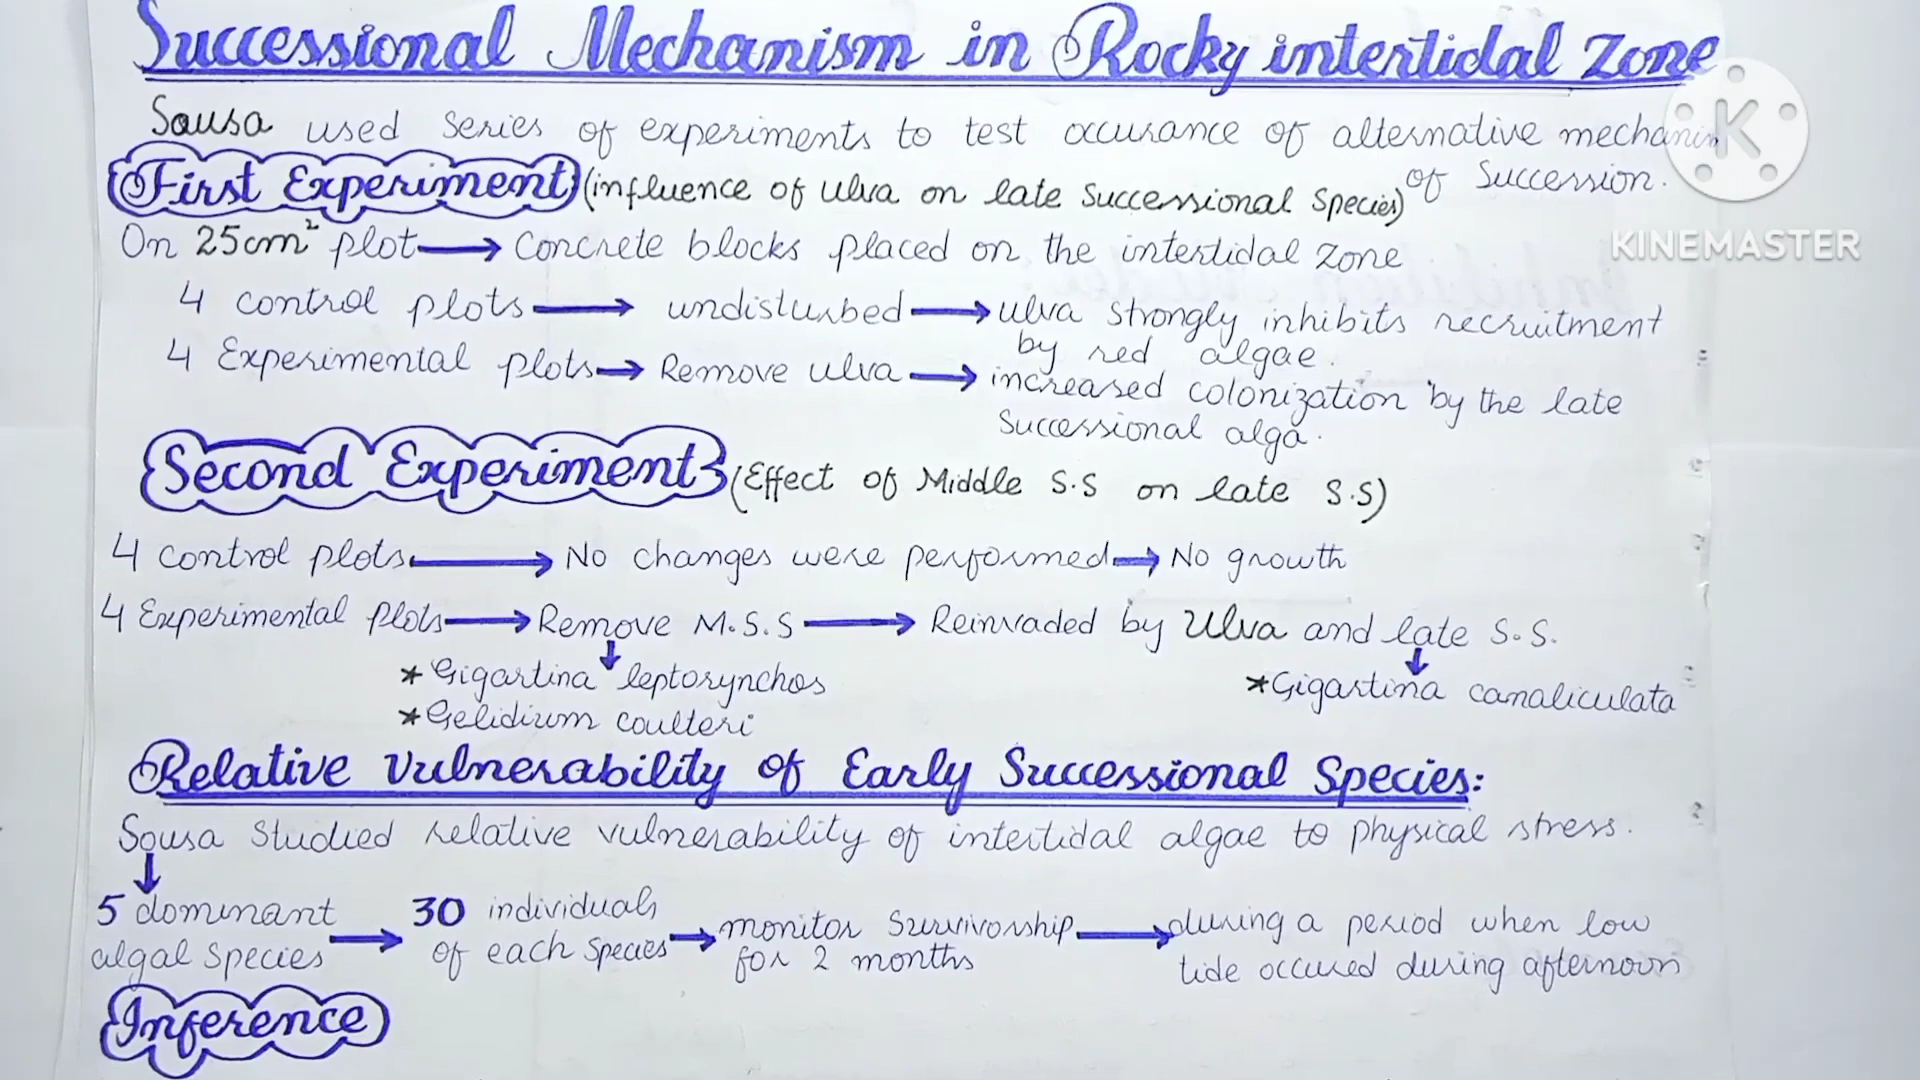 Successional Mechanism in Rocky intertidal Zone
Sousa used series of experiments to test occurance of alternative mechanism
of Succession.
First Experiment (influence of ulva on late Successional Species)
On 25cm² plot → Concrete blocks placed on the intertidal Zone
4 control plots → undisturbed → ulva strongly inhibits recruitment
by red algae.
4 Experimental plots → Remove ulva → increased colonization by the late
Successional alga.
Second Experiment (Effect of Middle S.S on late S.S)
4 control plots → No changes were performed → No growth
4 Experimental plots → Remove M.S.S → Reinvaded by Ulva and late S.S.
* Gigartina leptorynchos
* Gigartina canaliculata
* Gelidium coulteri
Relative vulnerability of Early Successional Species:
Sousa studied relative vulnerability of intertidal algae to physical stress.
5 dominant
algal species → 30 individuals
of each species → monitor Survivorship
for 2 months → during a period when low
tide occured during afternoon
Inference
K
KINEMASTER